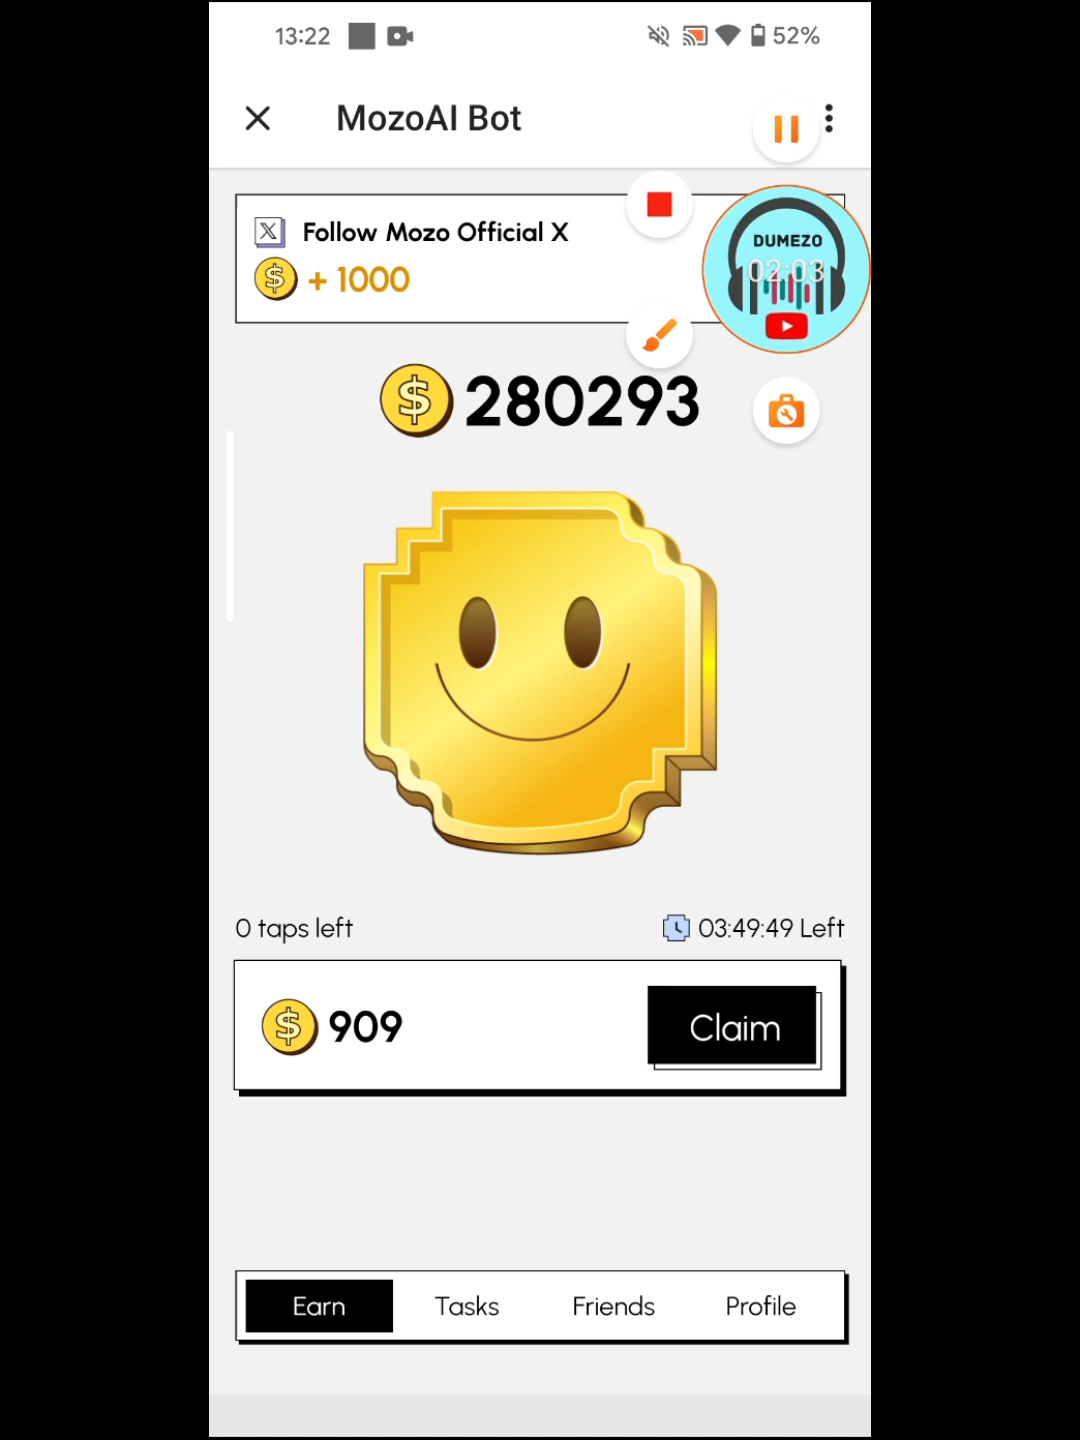 13:22
52%
MozoAI Bot
Follow Mozo Official X
+ 1000
DUMEZO
02:03
280293
0 taps left
03:49:49 Left
909
Claim
Earn
Tasks
Friends
Profile